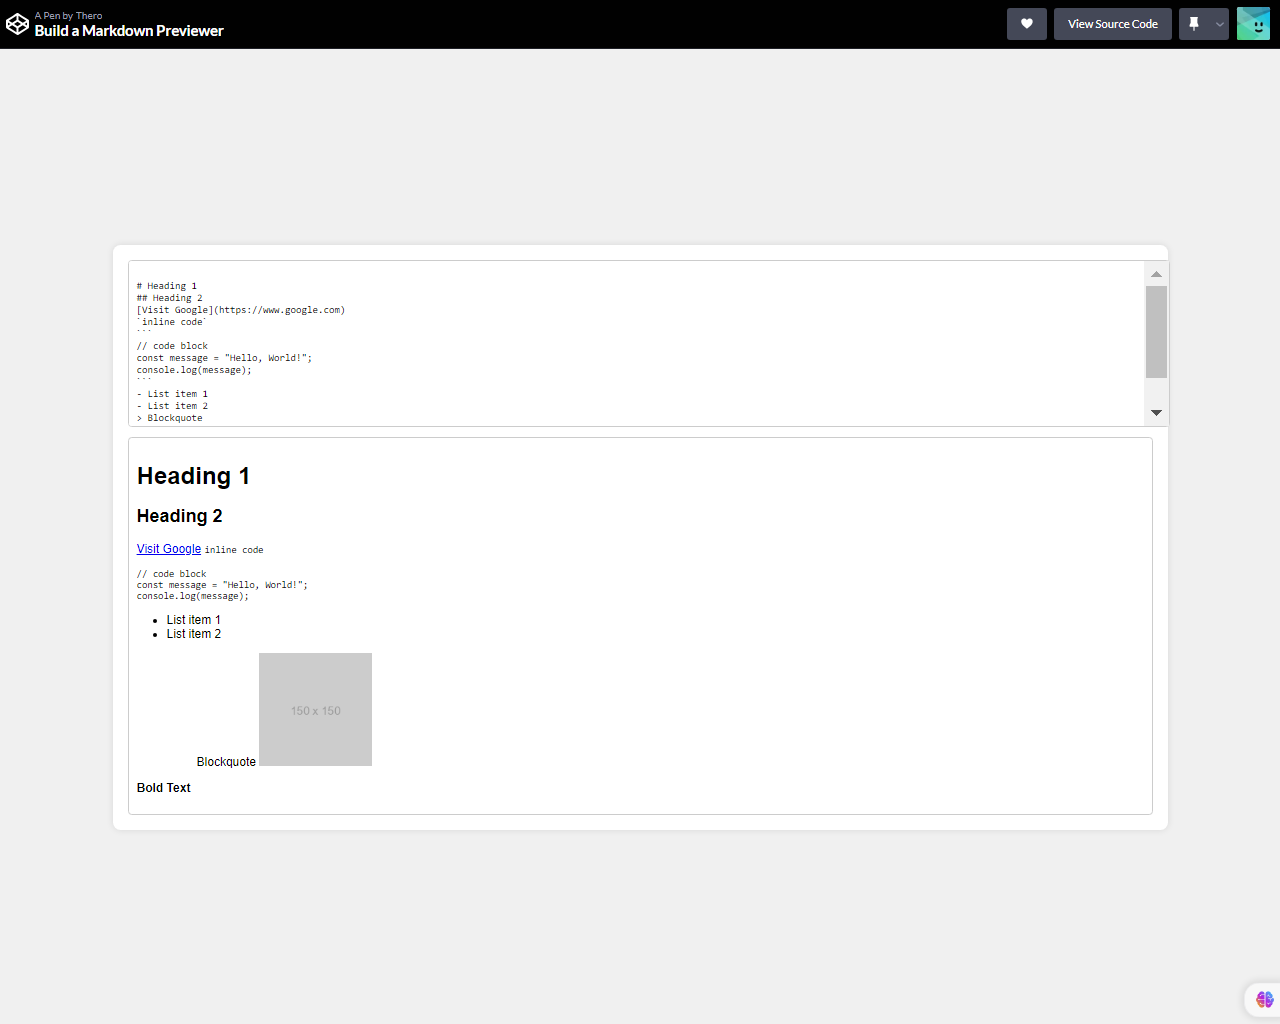 A Pen by Thero
Build a Markdown Previewer
View Source Code
# Heading 1
## Heading 2
[Visit Google](https://www.google.com)
`inline code`
```
// code block
const message = "Hello, World!";
console.log(message);
```
- List item 1
- List item 2
> Blockquote
Heading 1
Heading 2
Visit Google inline code
// code block
const message = "Hello, World!";
console.log(message);
• List item 1
• List item 2
150 x 150
Blockquote
Bold Text